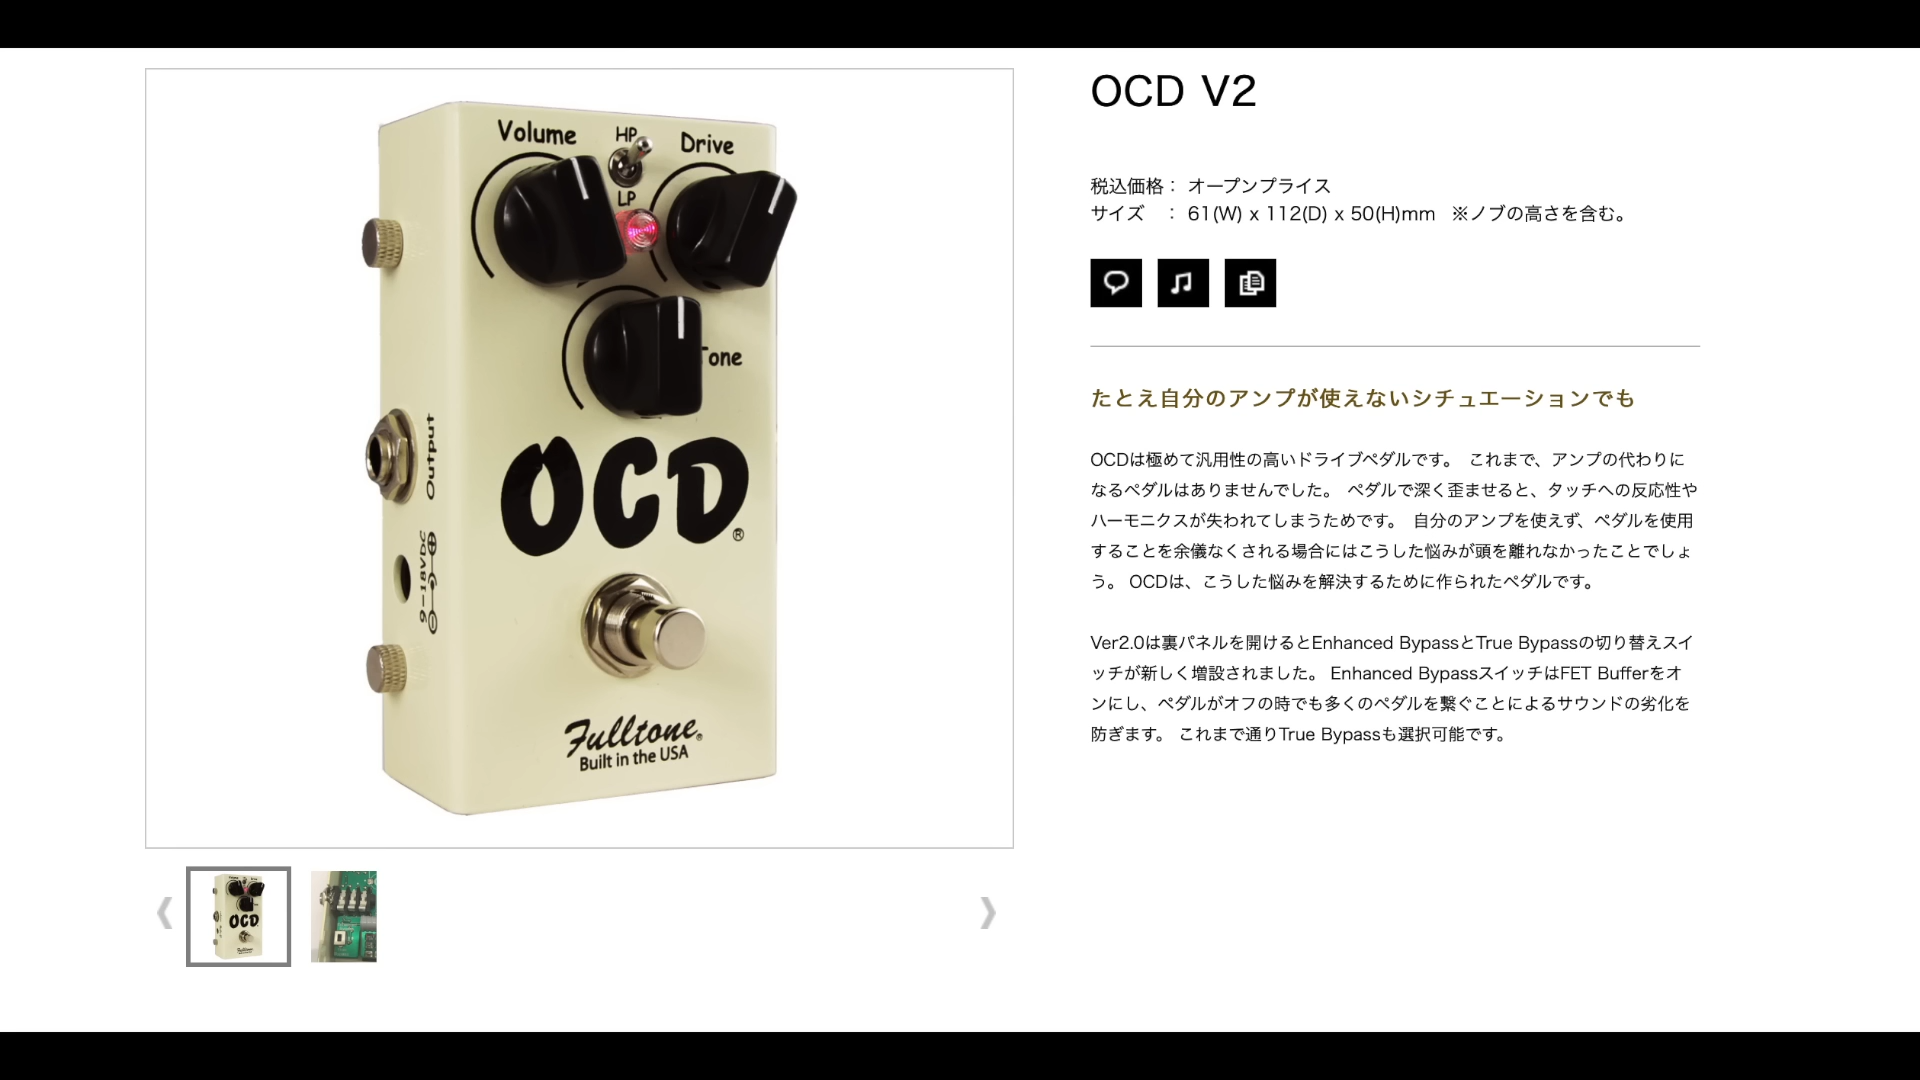 Volume
HP
Drive
LP
Tone
Output
9-18VDC
OCD®
Fulltone®
Built in the USA
OCD V2
税込価格： オープンプライス
サイズ ： 61(W) x 112(D) x 50(H)mm ※ノブの高さを含む。
たとえ自分のアンプが使えないシチュエーションでも
OCDは極めて汎用性の高いドライブペダルです。 これまで、アンプの代わりに
なるペダルはありませんでした。 ペダルで深く歪ませると、タッチへの反応性や
ハーモニクスが失われてしまうためです。 自分のアンプを使えず、ペダルを使用
することを余儀なくされる場合にはこうした悩みが頭を離れなかったことでしょ
う。 OCDは、こうした悩みを解決するために作られたペダルです。
Ver2.0は裏パネルを開けるとEnhanced BypassとTrue Bypassの切り替えスイ
ッチが新しく増設されました。 Enhanced BypassスイッチはFET Bufferをオ
ンにし、ペダルがオフの時でも多くのペダルを繋ぐことによるサウンドの劣化を
防ぎます。 これまで通りTrue Bypassも選択可能です。
OCD